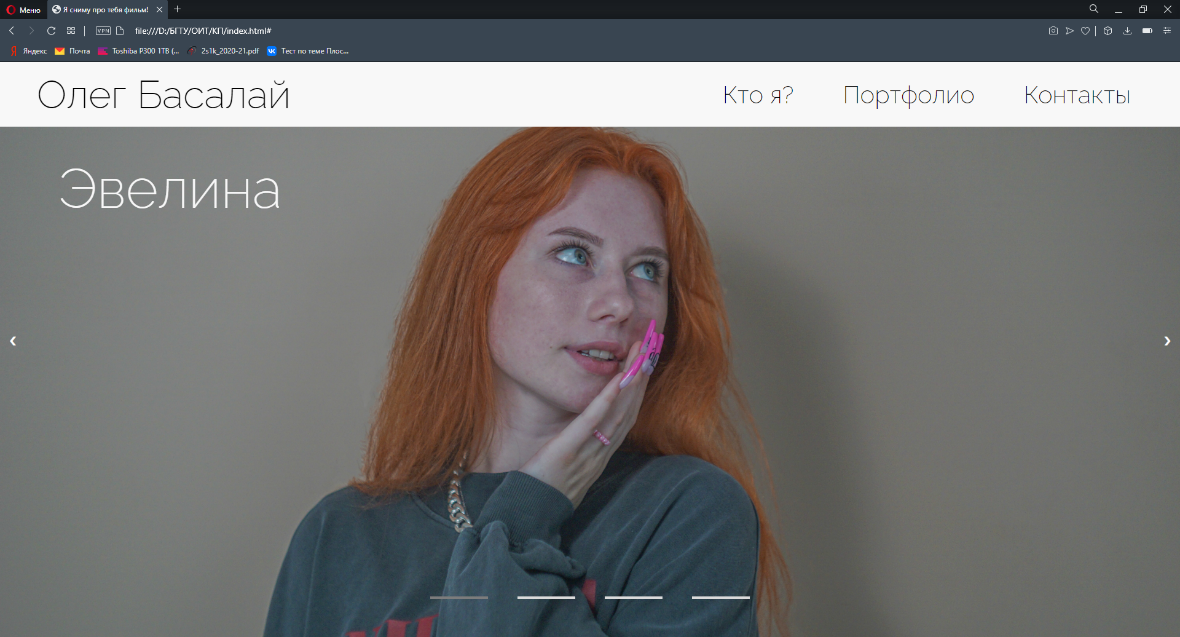 Меню
Я сниму про тебя фильм!
VPN
file:///D:/БГТУ/ОИТ/КП/index.html#
Яндекс
Почта
Toshiba P300 1TB (...
2s1k_2020-21.pdf
Тест по теме Плос...
Олег Басалай
Кто я?
Портфолио
Контакты
Эвелина